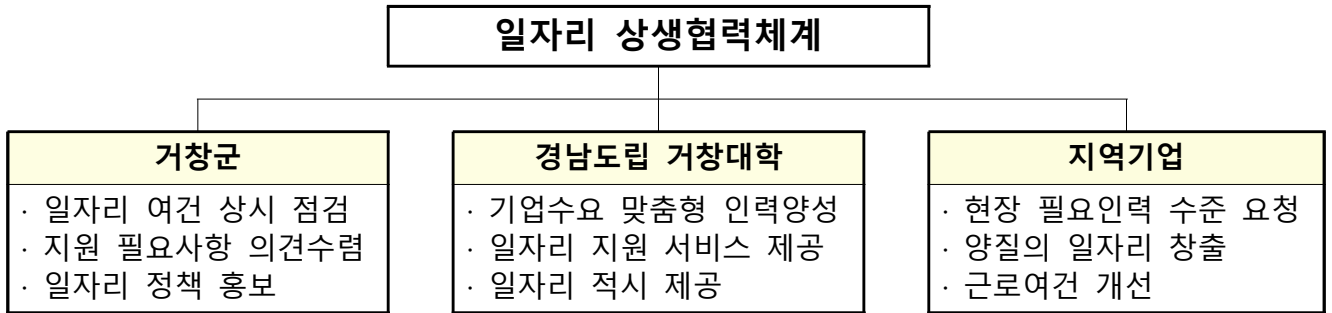 일자리 상생협력체계
거창군
· 일자리 여건 상시 점검
· 지원 필요사항 의견수렴
· 일자리 정책 홍보
경남도립 거창대학
· 기업수요 맞춤형 인력양성
· 일자리 지원 서비스 제공
· 일자리 적시 제공
지역기업
· 현장 필요인력 수준 요청
· 양질의 일자리 창출
· 근로여건 개선